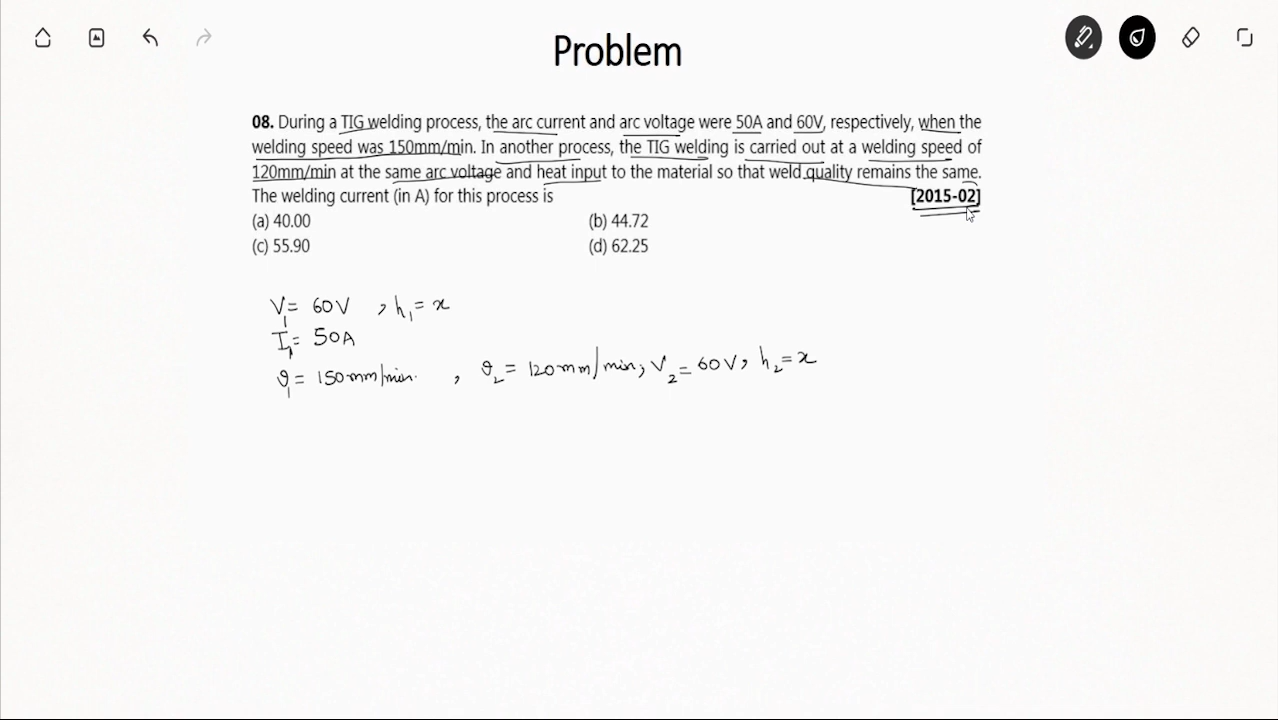 Problem
08. During a TIG welding process, the arc current and arc voltage were 50A and 60V, respectively, when the
welding speed was 150mm/min. In another process, the TIG welding is carried out at a welding speed of
120mm/min at the same arc voltage and heat input to the material so that weld quality remains the same.
The welding current (in A) for this process is [2015-02]
(a) 40.00 (b) 44.72
(c) 55.90 (d) 62.25
V₁= 60V , h₁= x
I₁= 50A
ϑ₁= 150mm/min. , ϑ₂= 120mm/min, V₂= 60V, h₂= x